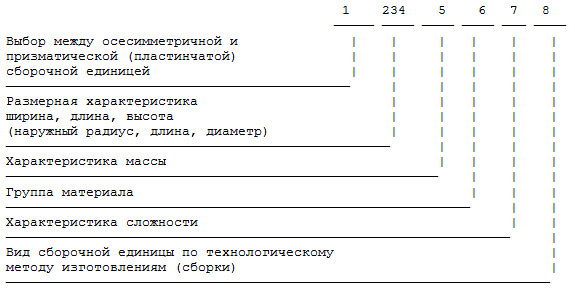 1 234 5 6 7 8
Выбор между осесимметричной и
призматической (пластинчатой)
сборочной единицей
Размерная характеристика
ширина, длина, высота
(наружный радиус, длина, диаметр)
Характеристика массы
Группа материала
Характеристика сложности
Вид сборочной единицы по технологическому
методу изготовлениям (сборки)